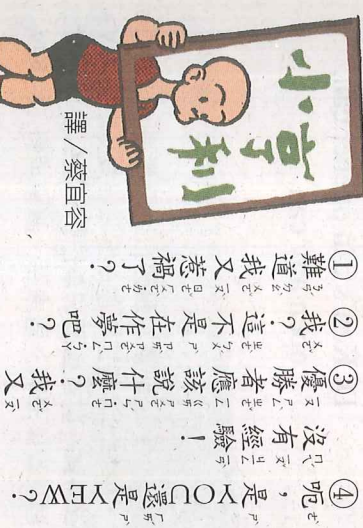 小亨利
譯/蔡宜容
①難道我又惹禍了?
②我?這不是在作夢吧?
③優勝者應該說什麼?我又
沒有經驗!
④呃,是YOU還是YEW?